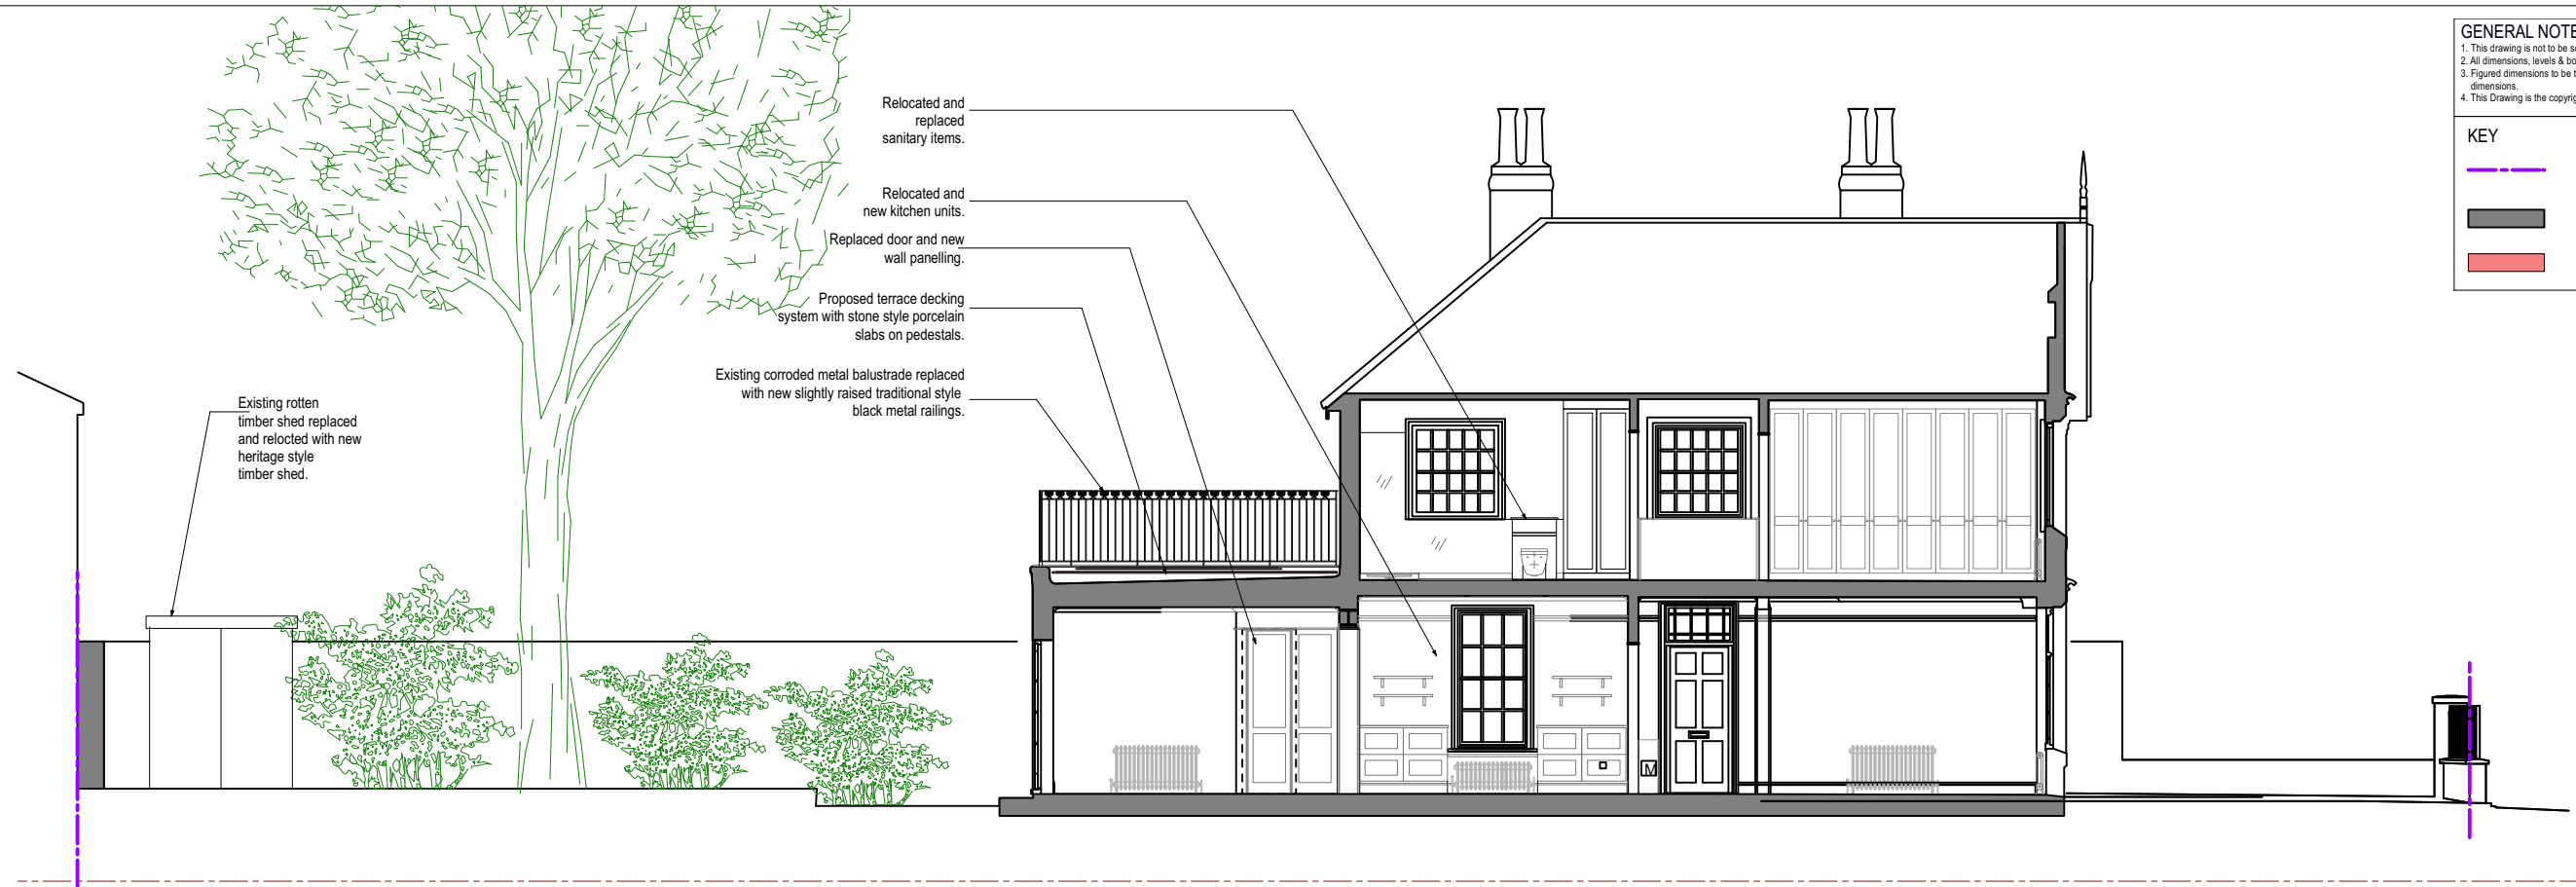 GENERAL NOTE
1. This drawing is not to be
2. All dimensions, levels &
3. Figured dimensions to be
dimensions.
4. This Drawing is the
KEY
Relocated and
replaced
sanitary items.
Relocated and
new kitchen units.
Replaced door and new
wall panelling.
Proposed terrace decking
system with stone style porcelain
slabs on pedestals.
Existing corroded metal balustrade replaced
with new slightly raised traditional style
black metal railings.
Existing rotten
timber shed replaced
and relocted with new
heritage style
timber shed.
M